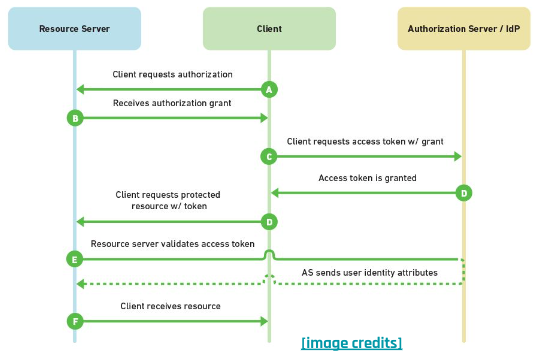 Resource Server
Client
Authorization Server / IdP
Client requests authorization
A
Receives authorization grant
B
Client requests access token w/ grant
C
Access token is granted
D
Client requests protected
resource w/ token
D
Resource server validates access token
E
AS sends user identity attributes
Client receives resource
F
[image credits]